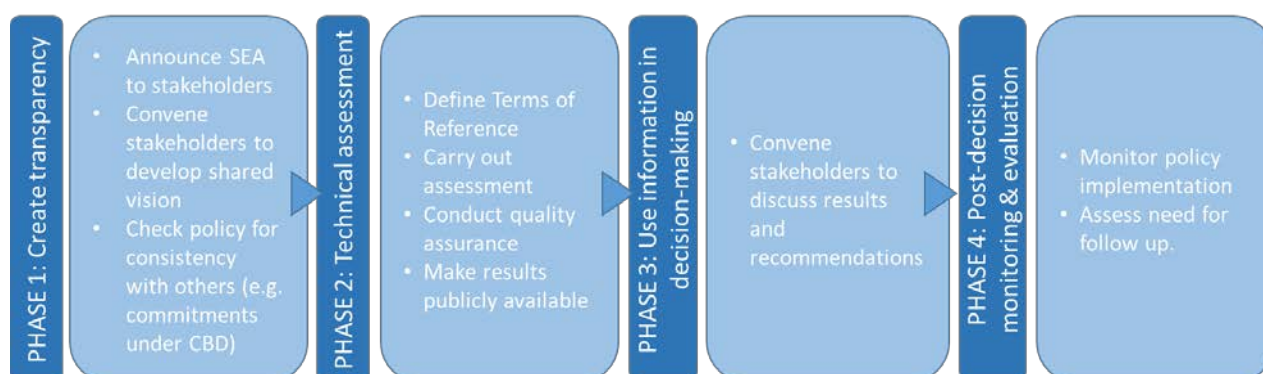 PHASE 1: Create transparency
• Announce SEA
to stakeholders
• Convene
stakeholders to
develop shared
vision
• Check policy for
consistency
with others (e.g.
commitments
under CBD)
PHASE 2: Technical assessment
• Define Terms of
Reference
• Carry out
assessment
• Conduct quality
assurance
• Make results
publicly available
PHASE 3: Use information in
decision-making
• Convene
stakeholders to
discuss results
and
recommendations
PHASE 4: Post-decision
monitoring & evaluation
• Monitor policy
implementation
• Assess need for
follow up.